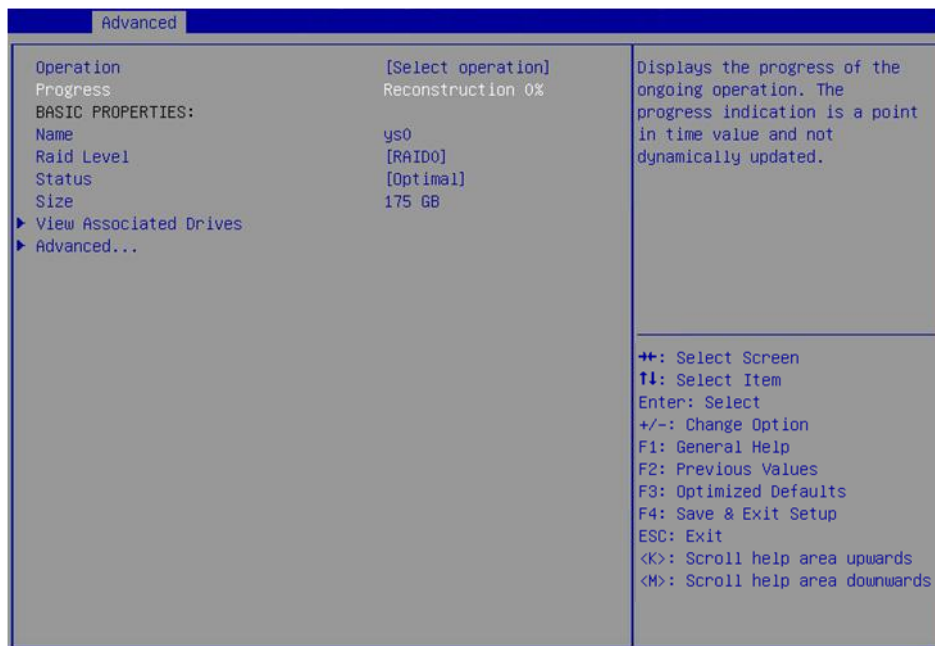 Advanced
Operation [Select operation]
Progress Reconstruction 0%
BASIC PROPERTIES:
Name ys0
Raid Level [RAID0]
Status [Optimal]
Size 175 GB
View Associated Drives
Advanced...
Displays the progress of the
ongoing operation. The
progress indication is a point
in time value and not
dynamically updated.
→←: Select Screen
↑↓: Select Item
Enter: Select
+/-: Change Option
F1: General Help
F2: Previous Values
F3: Optimized Defaults
F4: Save & Exit Setup
ESC: Exit
<K>: Scroll help area upwards
<M>: Scroll help area downwards